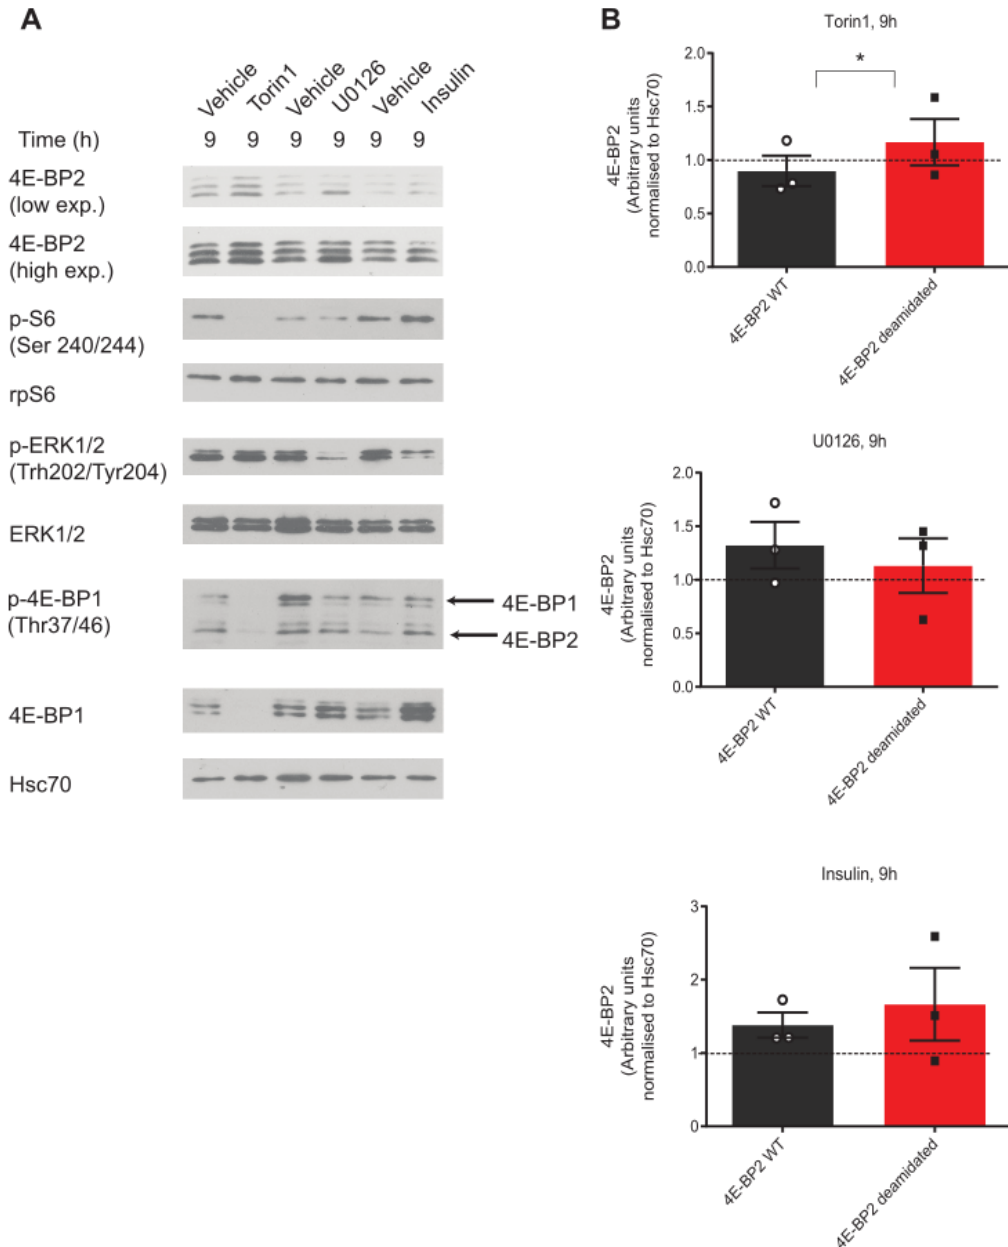 A
Vehicle
Torin1
Vehicle
U0126
Vehicle
Insulin
Time (h)
9 9 9 9 9 9
4E-BP2
(low exp.)
4E-BP2
(high exp.)
p-S6
(Ser 240/244)
rpS6
p-ERK1/2
(Trh202/Tyr204)
ERK1/2
p-4E-BP1
(Thr37/46)
4E-BP1
4E-BP2
4E-BP1
Hsc70
B
Torin1, 9h
4E-BP2
(Arbitrary units
normalised to Hsc70)
2.0
1.5
1.0
0.5
0.0
*
4E-BP2 WT
4E-BP2 deamidated
U0126, 9h
4E-BP2
(Arbitrary units
normalised to Hsc70)
2.0
1.5
1.0
0.5
0.0
4E-BP2 WT
4E-BP2 deamidated
Insulin, 9h
4E-BP2
(Arbitrary units
normalised to Hsc70)
3
2
1
0
4E-BP2 WT
4E-BP2 deamidated